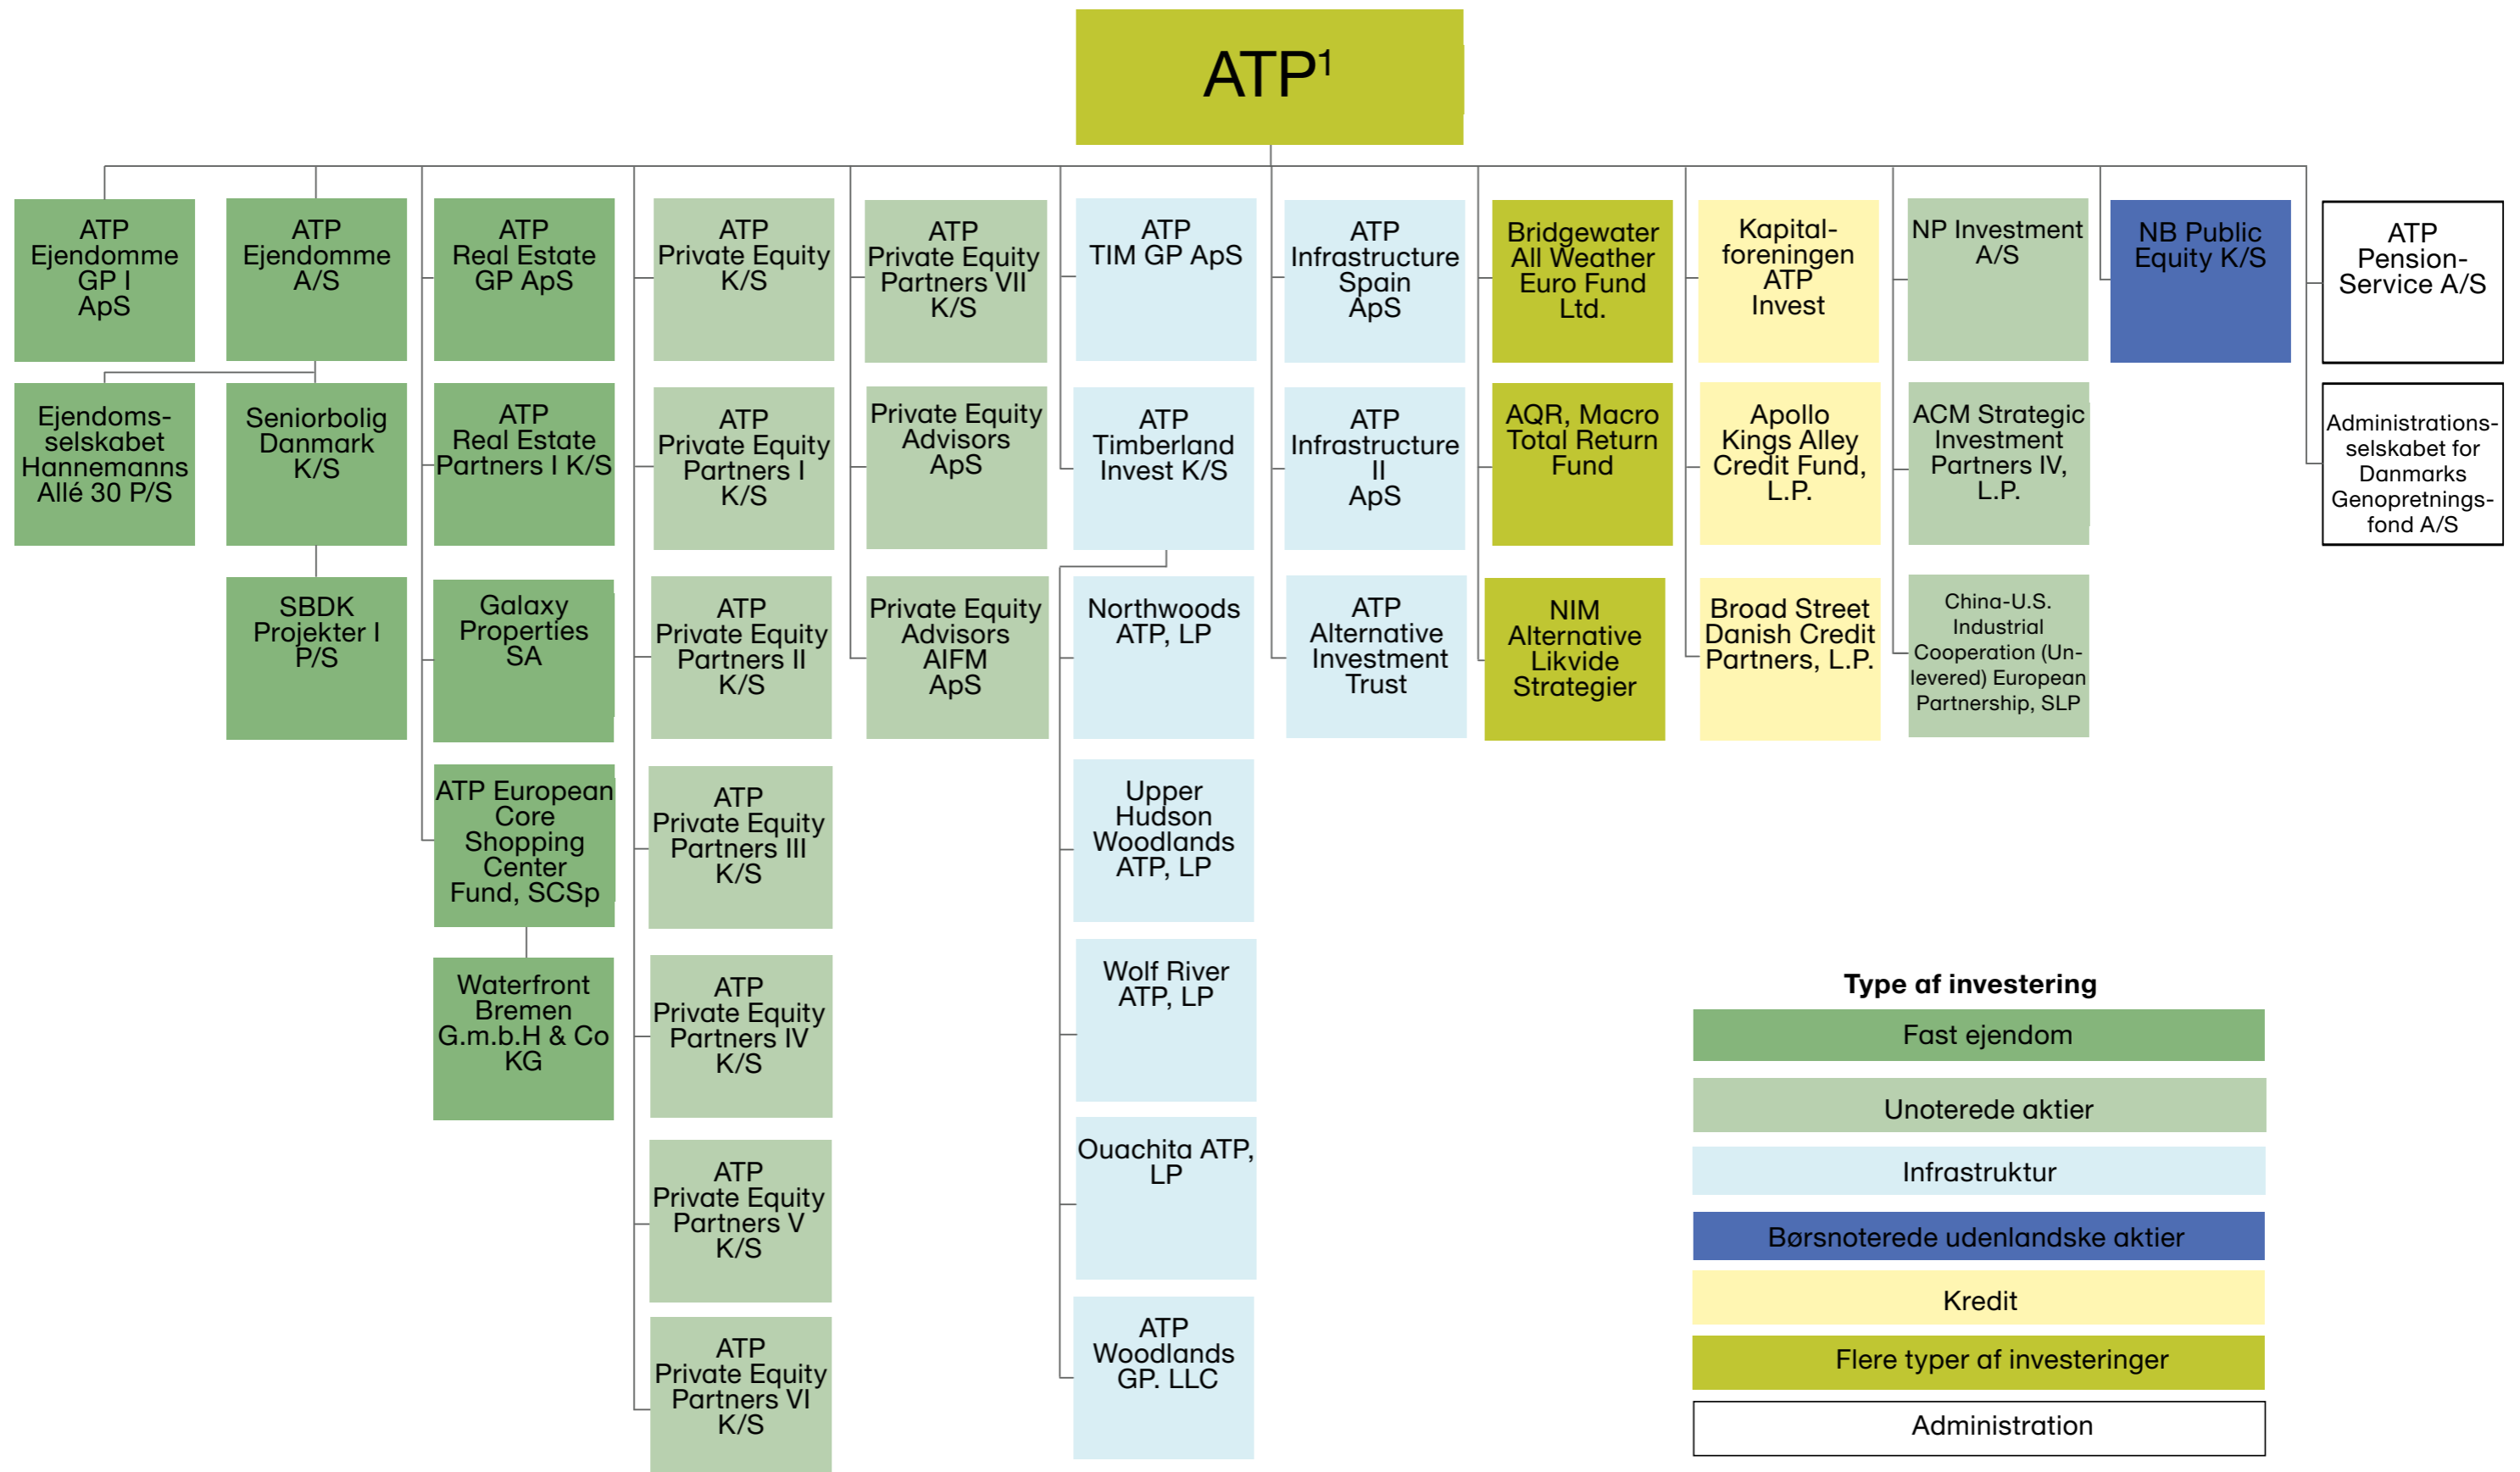 ATP¹
ATP
Ejendomme
GP I
ApS
Ejendoms-
selskabet
Hannemanns
Allé 30 P/S
ATP
Ejendomme
A/S
Seniorbolig
Danmark
K/S
SBDK
Projekter I
P/S
ATP
Real Estate
GP ApS
ATP
Real Estate
Partners I K/S
Galaxy
Properties
SA
ATP European
Core
Shopping
Center
Fund, SCSp
Waterfront
Bremen
G.m.b.H & Co
KG
ATP
Private Equity
K/S
ATP
Private Equity
Partners I
K/S
ATP
Private Equity
Partners II
K/S
ATP
Private Equity
Partners III
K/S
ATP
Private Equity
Partners IV
K/S
ATP
Private Equity
Partners V
K/S
ATP
Private Equity
Partners VI
K/S
ATP
Private Equity
Partners VII
K/S
Private Equity
Advisors
ApS
Private Equity
Advisors
AIFM
ApS
ATP
TIM GP ApS
ATP
Timberland
Invest K/S
Northwoods
ATP, LP
Upper
Hudson
Woodlands
ATP, LP
Wolf River
ATP, LP
Ouachita ATP,
LP
ATP
Woodlands
GP. LLC
ATP
Infrastructure
Spain
ApS
ATP
Infrastructure
II
ApS
ATP
Alternative
Investment
Trust
Bridgewater
All Weather
Euro Fund
Ltd.
AQR, Macro
Total Return
Fund
NIM
Alternative
Likvide
Strategier
Kapital-
foreningen
ATP
Invest
Apollo
Kings Alley
Credit Fund,
L.P.
Broad Street
Danish Credit
Partners, L.P.
NP Investment
A/S
ACM Strategic
Investment
Partners IV,
L.P.
China-U.S.
Industrial
Cooperation (Un-
levered) European
Partnership, SLP
NB Public
Equity K/S
ATP
Pension-
Service A/S
Administrations-
selskabet for
Danmarks
Genopretnings-
fond A/S
Type af investering
Fast ejendom
Unoterede aktier
Infrastruktur
Børsnoterede udenlandske aktier
Kredit
Flere typer af investeringer
Administration